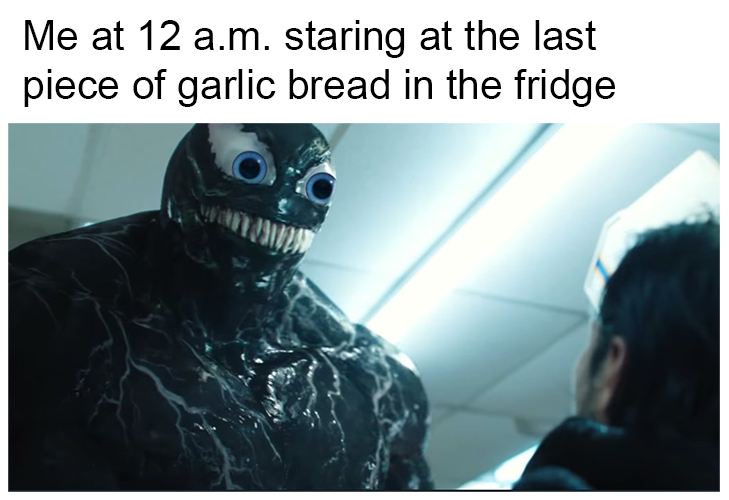 Me at 12 a.m. staring at the last
piece of garlic bread in the fridge